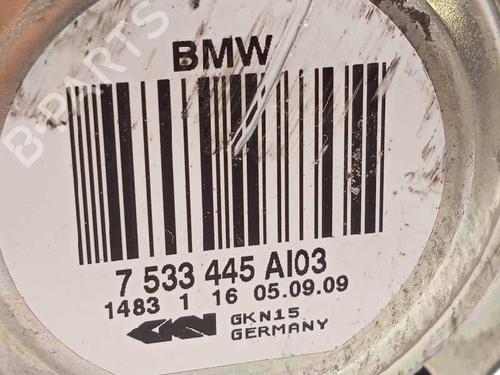 BMW
B-PARTS
7 533 445 AI03
1483 1 16 05.09.09
GKN GKN15
GERMANY